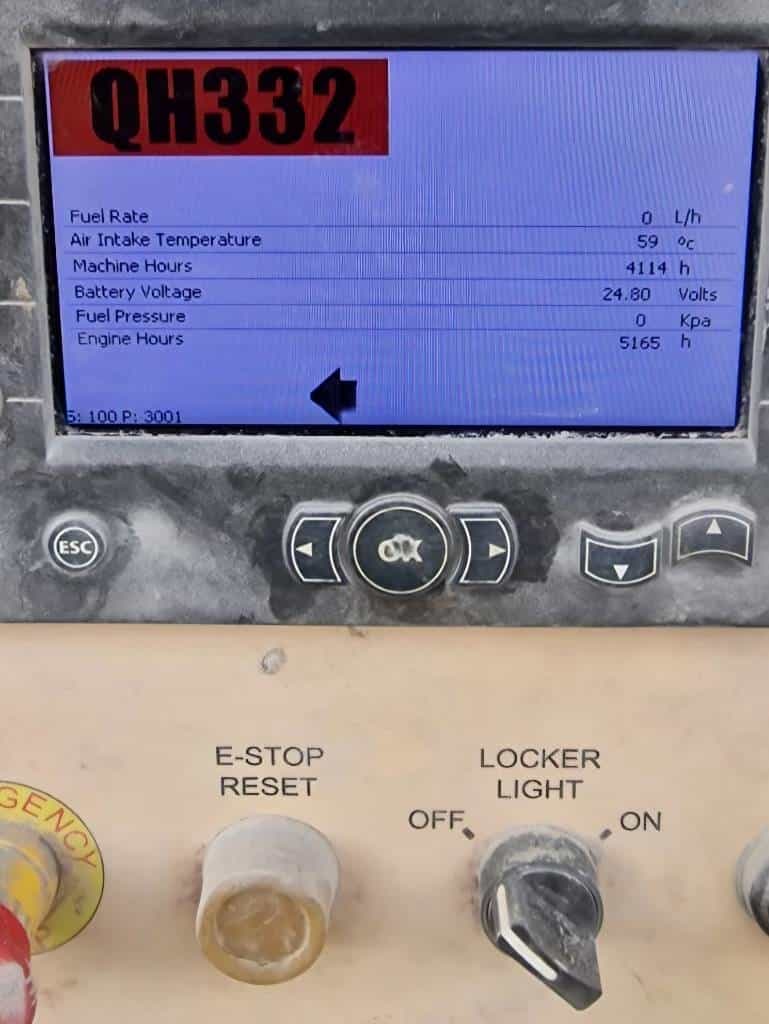 QH332
Fuel Rate 0 L/h
Air Intake Temperature 59 ºc
Machine Hours 4114 h
Battery Voltage 24.80 Volts
Fuel Pressure 0 Kpa
Engine Hours 5165 h
S: 100 P: 3001
ESC
OK
E-STOP
RESET
LOCKER
LIGHT
OFF
ON
GENCY